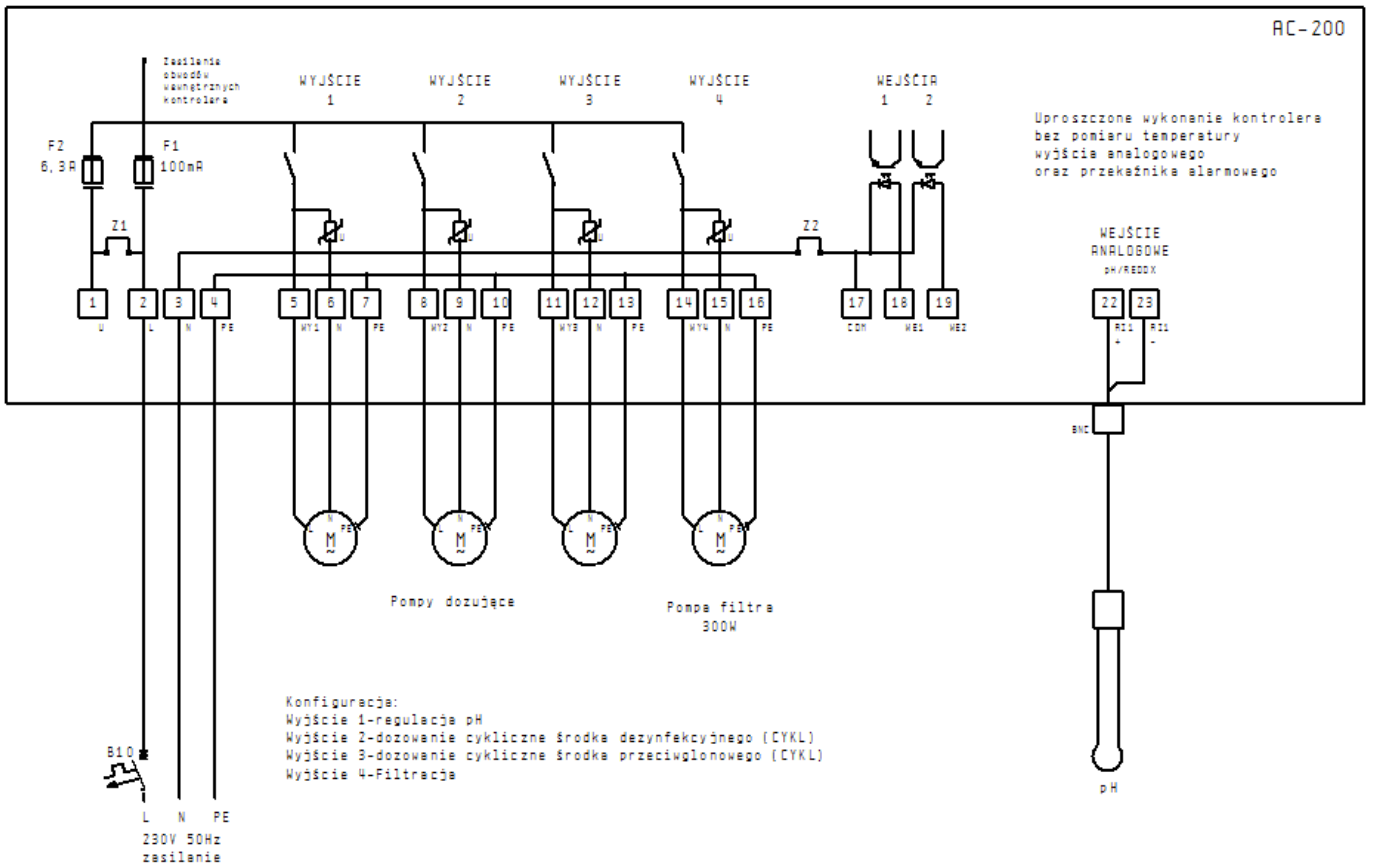 AC-200
Zasilanie
obwodów
wewnętrznych
kontrolera
WYJŚCIE
1
WYJŚCIE
2
WYJŚCIE
3
WYJŚCIE
4
WEJŚCIA
1 2
Uproszczone wykonanie kontrolera
bez pomiaru temperatury
wyjścia analogowego
oraz przekaźnika alarmowego
F2
6,3A
F1
100mA
Z1
U
U
U
U
Z2
WEJŚCIE
ANALOGOWE
pH/REDOX
1 2 3 4 5 6 7 8 9 10 11 12 13 14 15 16 17 18 19 22 23
U L N PE WY1 N PE WY2 N PE WY3 N PE WY4 N PE COM WE1 WE2 AI1 AI1
+ -
BNC
L N PE
M
~
L N PE
M
~
L N PE
M
~
L N PE
M
~
Pompy dozujące
Pompa filtra
300W
Konfiguracja:
Wyjście 1-regulacja pH
Wyjście 2-dozowanie cykliczne środka dezynfekcyjnego (CYKL)
Wyjście 3-dozowanie cykliczne środka przeciwglonowego (CYKL)
Wyjście 4-Filtracja
B10
L N PE
230V 50Hz
zasilanie
pH